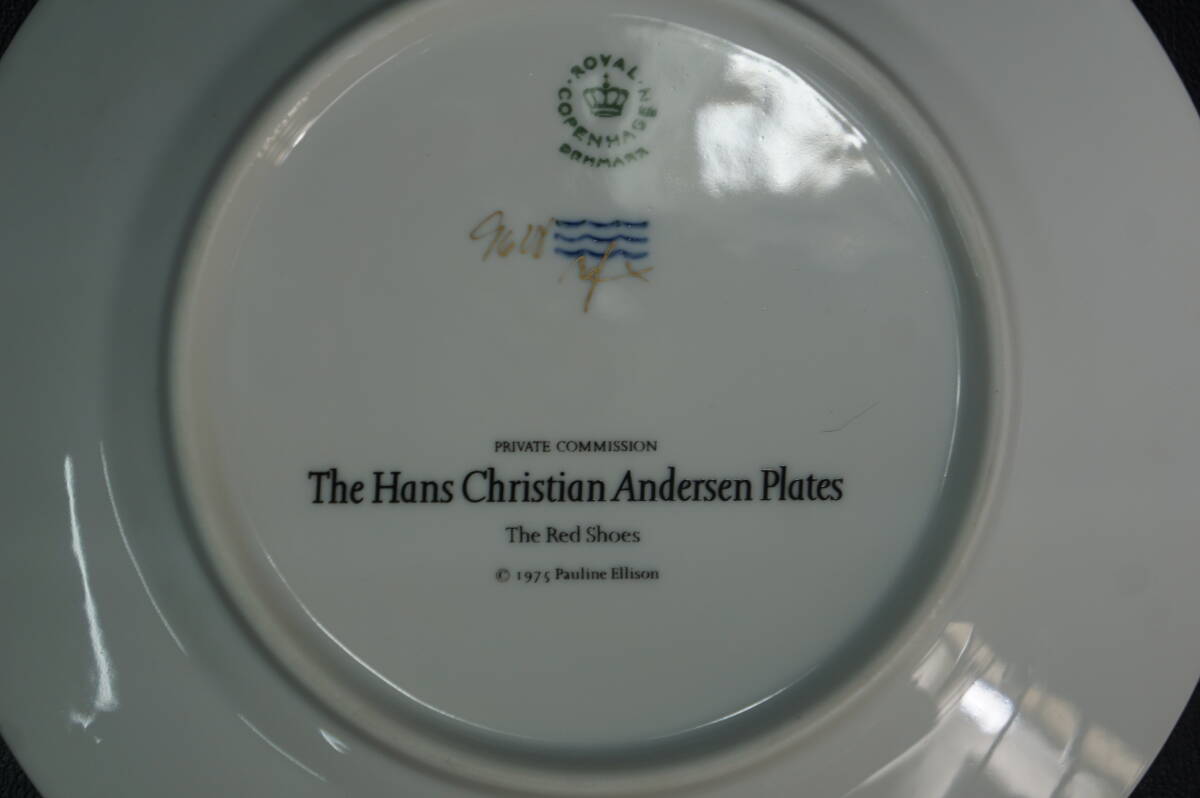 ROYAL COPENHAGEN
DENMARK
PRIVATE COMMISSION
The Hans Christian Andersen Plates
The Red Shoes
© 1975 Pauline Ellison